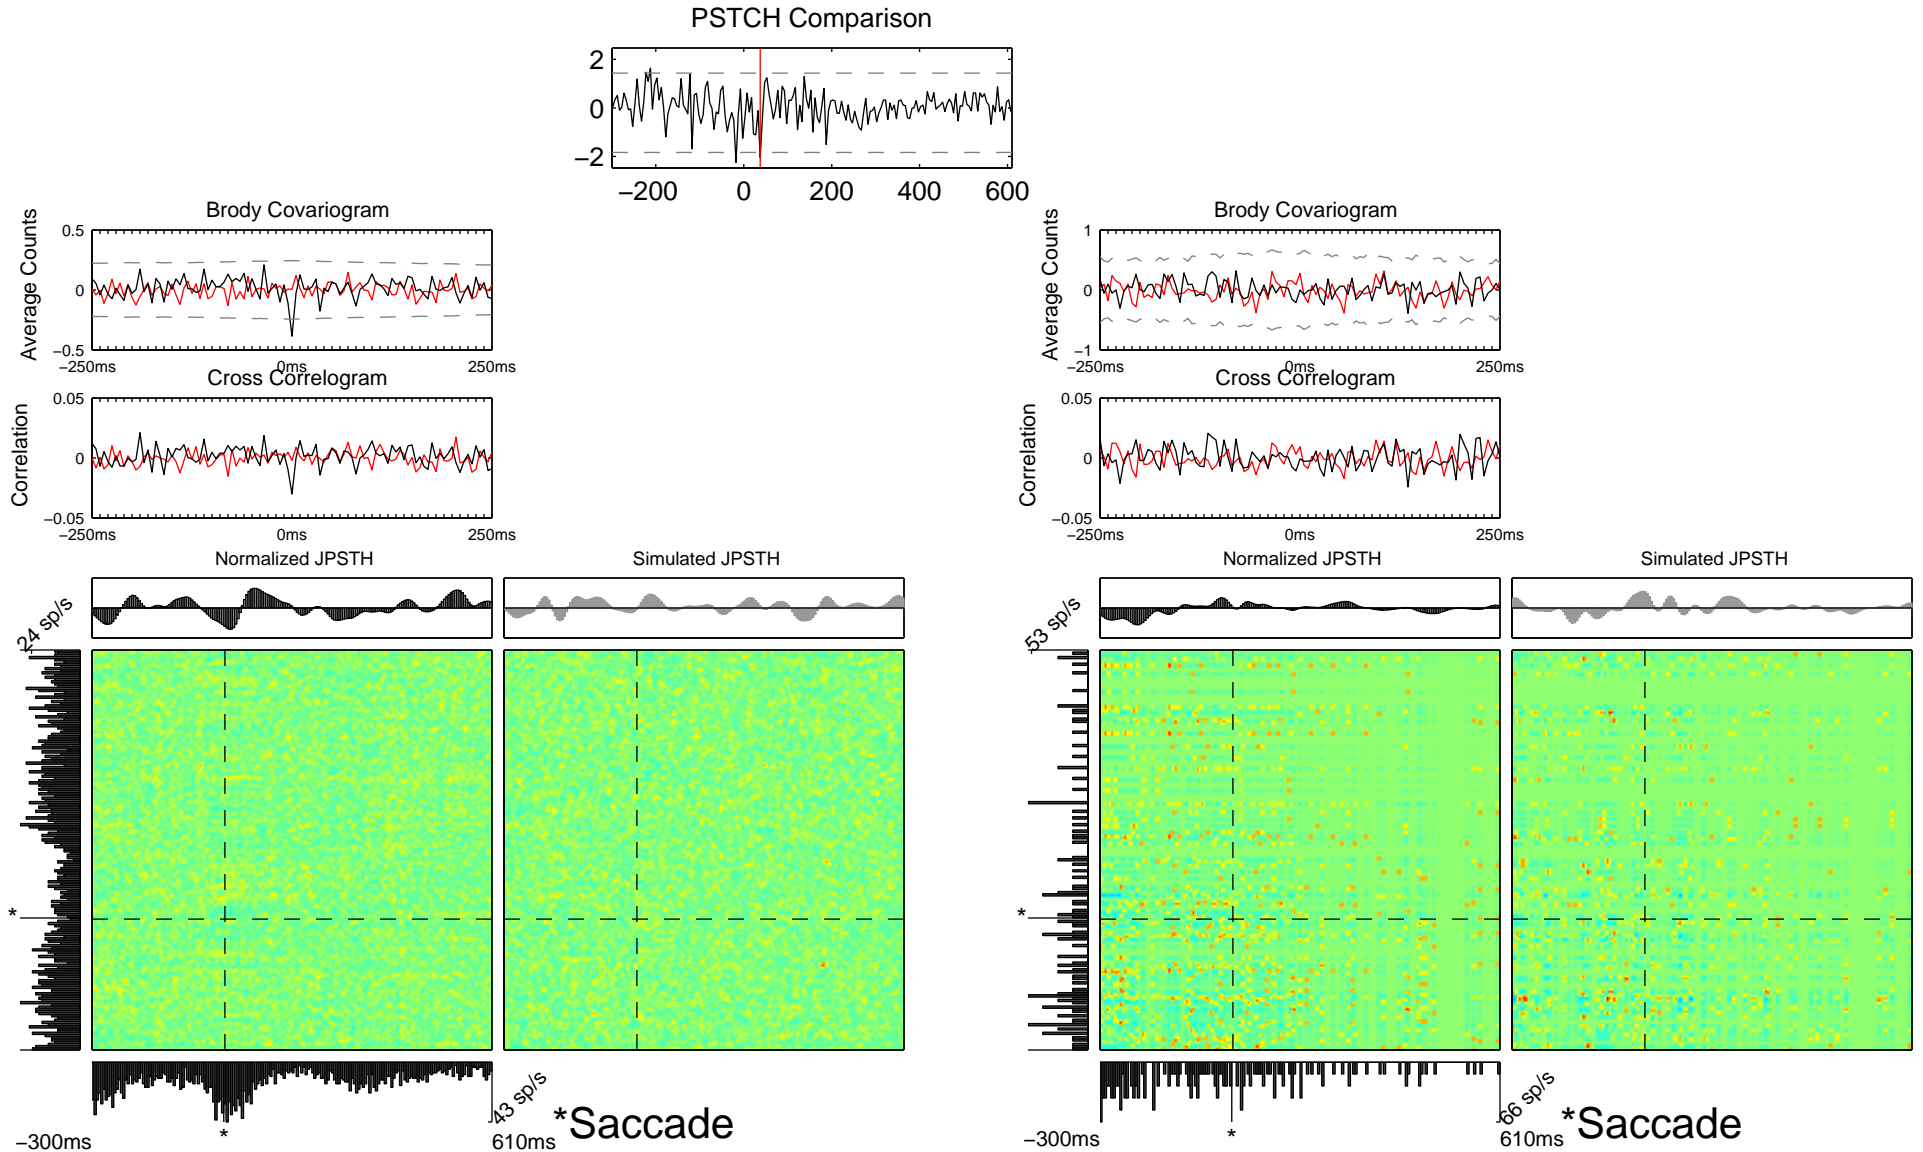 PSTCH Comparison
2
0
−2
−200 0 200 400 600
Brody Covariogram
Average Counts
0.5
0
−0.5
−250ms 0ms 250ms
Cross Correlogram
Correlation
0.05
0
−0.05
−250ms 0ms 250ms
Normalized JPSTH
Simulated JPSTH
24 sp/s
*
43 sp/s
*
−300ms
610ms
*Saccade
Brody Covariogram
Average Counts
1
0
−1
−250ms 0ms 250ms
Cross Correlogram
Correlation
0.05
0
−0.05
−250ms 0ms 250ms
Normalized JPSTH
Simulated JPSTH
53 sp/s
*
66 sp/s
*
−300ms
610ms
*Saccade